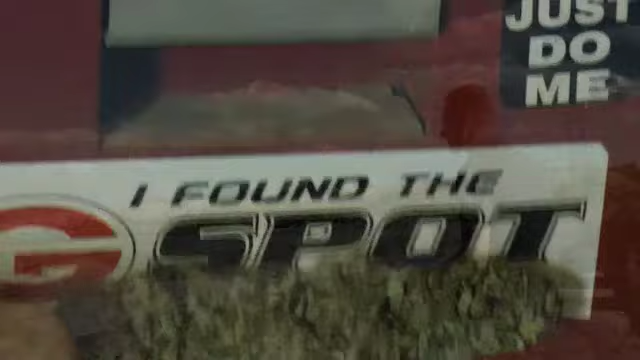 JUST
DO
ME
I FOUND THE
G SPOT